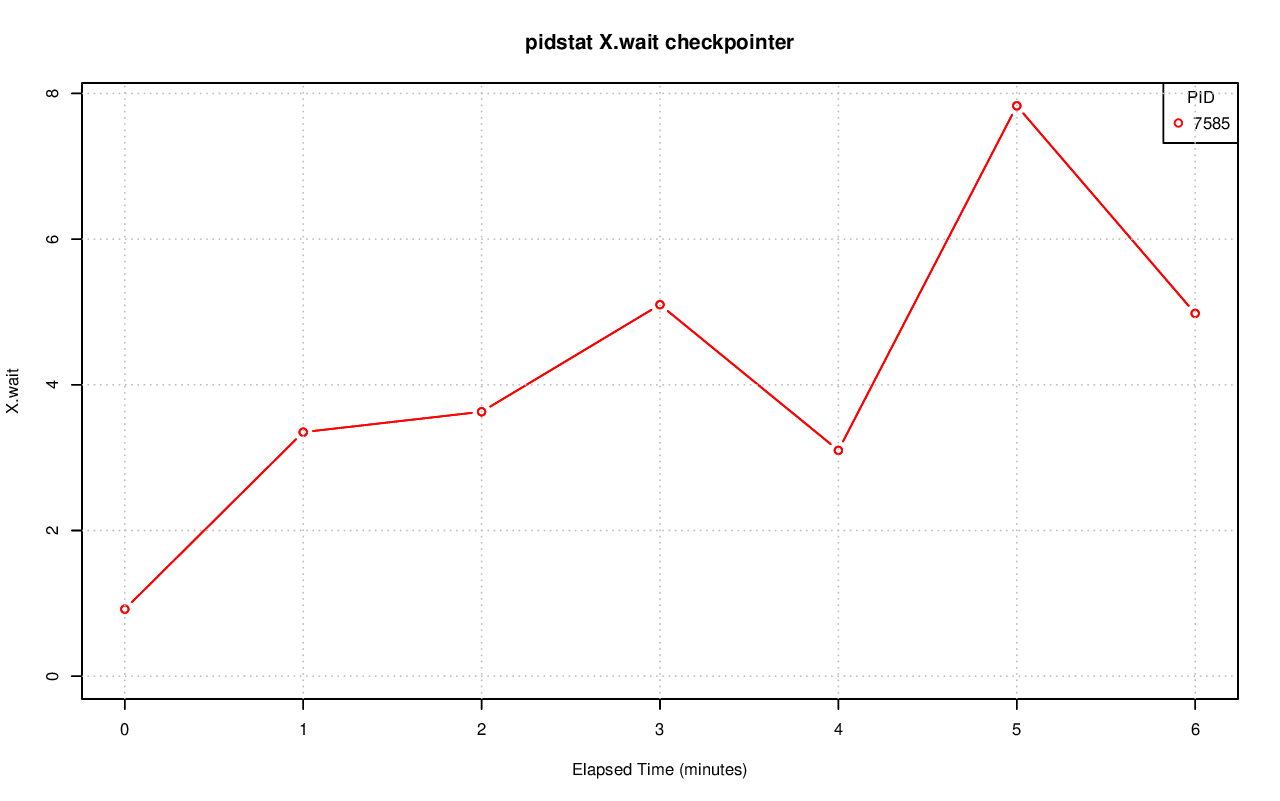 pidstat X.wait checkpointer
PID
7585
X.wait
8
6
4
2
0
0 1 2 3 4 5 6
Elapsed Time (minutes)